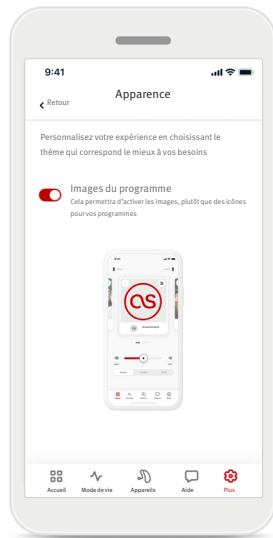 9:41
Apparence
Retour
Personnalisez votre expérience en choisissant le
thème qui correspond le mieux à vos besoins
Images du programme
Cela permettra d'activer les images, plutôt que des icônes
pour vos programmes
Accueil
Mode de vie
Appareils
Aide
Plus